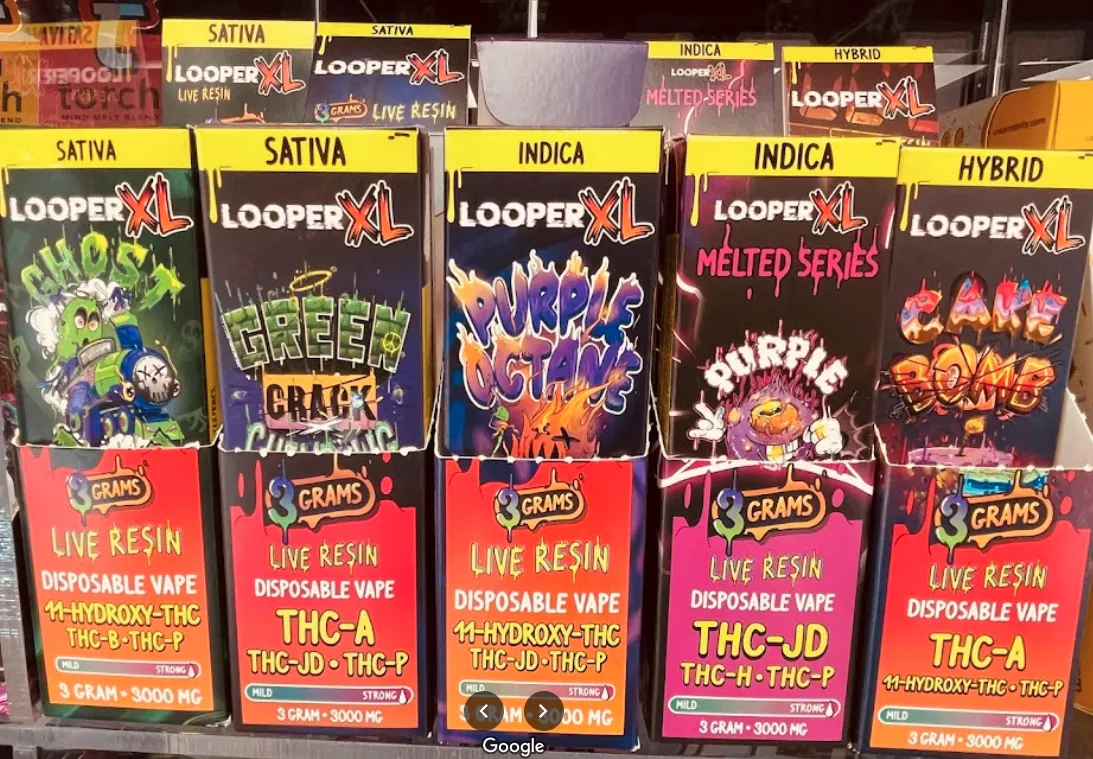 SATIVA
LOOPER XL
LIVE RESIN
SATIVA
LOOPER XL
3 GRAMS LIVE RESIN
INDICA
LOOPER XL
MELTED SERIES
HYBRID
LOOPER XL
LOOPER
torch
MIND MELT BLEND
SATIVA
LOOPER XL
GHOST
3 GRAMS
LIVE RESIN
DISPOSABLE VAPE
11-HYDROXY-THC
THC-B • THC-P
MILD STRONG
3 GRAM • 3000 MG
SATIVA
LOOPER XL
GREEN
CRACK
3 GRAMS
LIVE RESIN
DISPOSABLE VAPE
THC-A
THC-JD • THC-P
MILD STRONG
3 GRAM • 3000 MG
INDICA
LOOPER XL
PURPLE
OCTANE
3 GRAMS
LIVE RESIN
DISPOSABLE VAPE
11-HYDROXY-THC
THC-JD • THC-P
MILD STRONG
INDICA
LOOPER XL
MELTED SERIES
PURPLE
3 GRAMS
LIVE RESIN
DISPOSABLE VAPE
THC-JD
THC-H • THC-P
MILD STRONG
3 GRAM • 3000 MG
HYBRID
LOOPER XL
CAKE
BOMB
3 GRAMS
LIVE RESIN
DISPOSABLE VAPE
THC-A
11-HYDROXY-THC • THC-P
MILD STRONG
3 GRAM • 3000 MG
Google